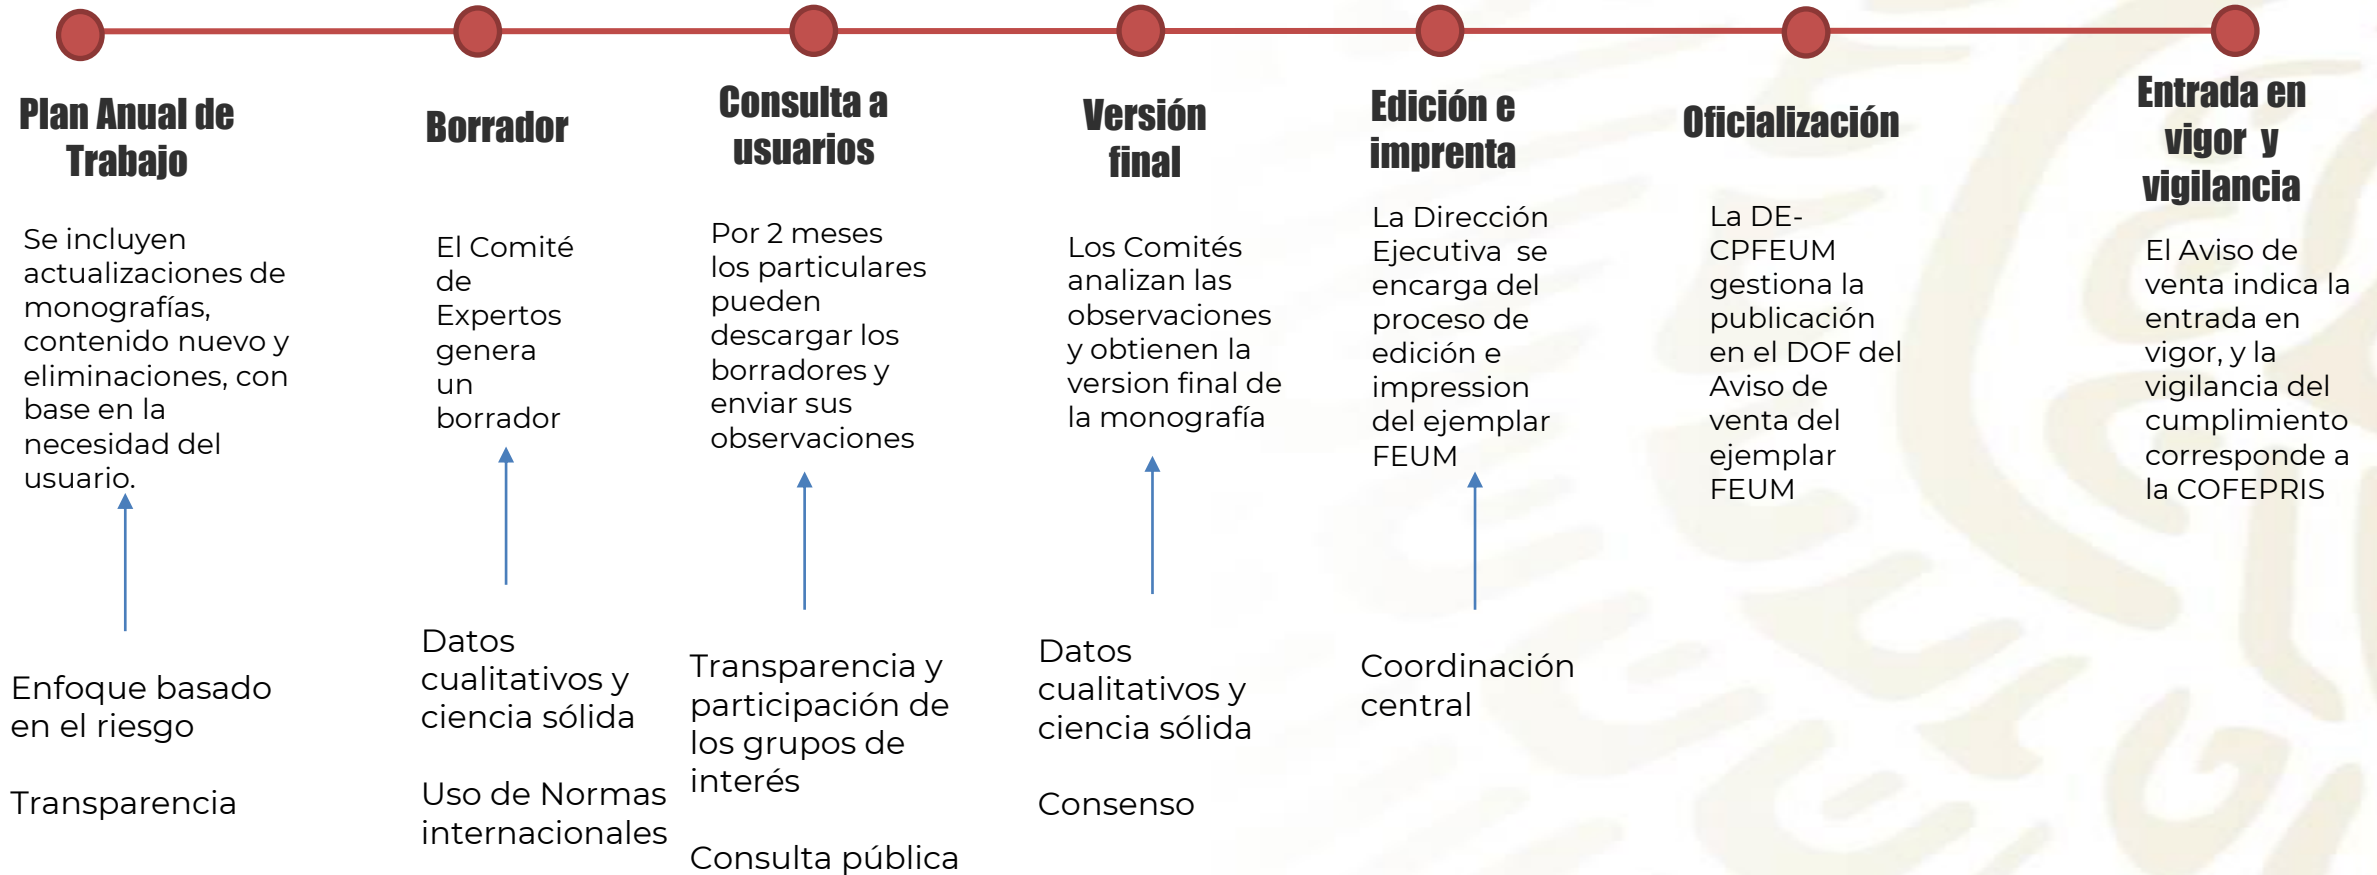 Plan Anual de
Trabajo
Se incluyen
actualizaciones de
monografías,
contenido nuevo y
eliminaciones, con
base en la
necesidad del
usuario.
Enfoque basado
en el riesgo
Transparencia
Borrador
El Comité
de
Expertos
genera
un
borrador
Datos
cualitativos y
ciencia sólida
Uso de Normas
internacionales
Consulta a
usuarios
Por 2 meses
los particulares
pueden
descargar los
borradores y
enviar sus
observaciones
Transparencia y
participación de
los grupos de
interés
Consulta pública
Versión
final
Los Comités
analizan las
observaciones
y obtienen la
version final de
la monografía
Datos
cualitativos y
ciencia sólida
Consenso
Edición e
imprenta
La Dirección
Ejecutiva se
encarga del
proceso de
edición e
impression
del ejemplar
FEUM
Coordinación
central
Oficialización
La DE-
CPFEUM
gestiona la
publicación
en el DOF del
Aviso de
venta del
ejemplar
FEUM
Entrada en
vigor y
vigilancia
El Aviso de
venta indica la
entrada en
vigor, y la
vigilancia del
cumplimiento
corresponde a
la COFEPRIS